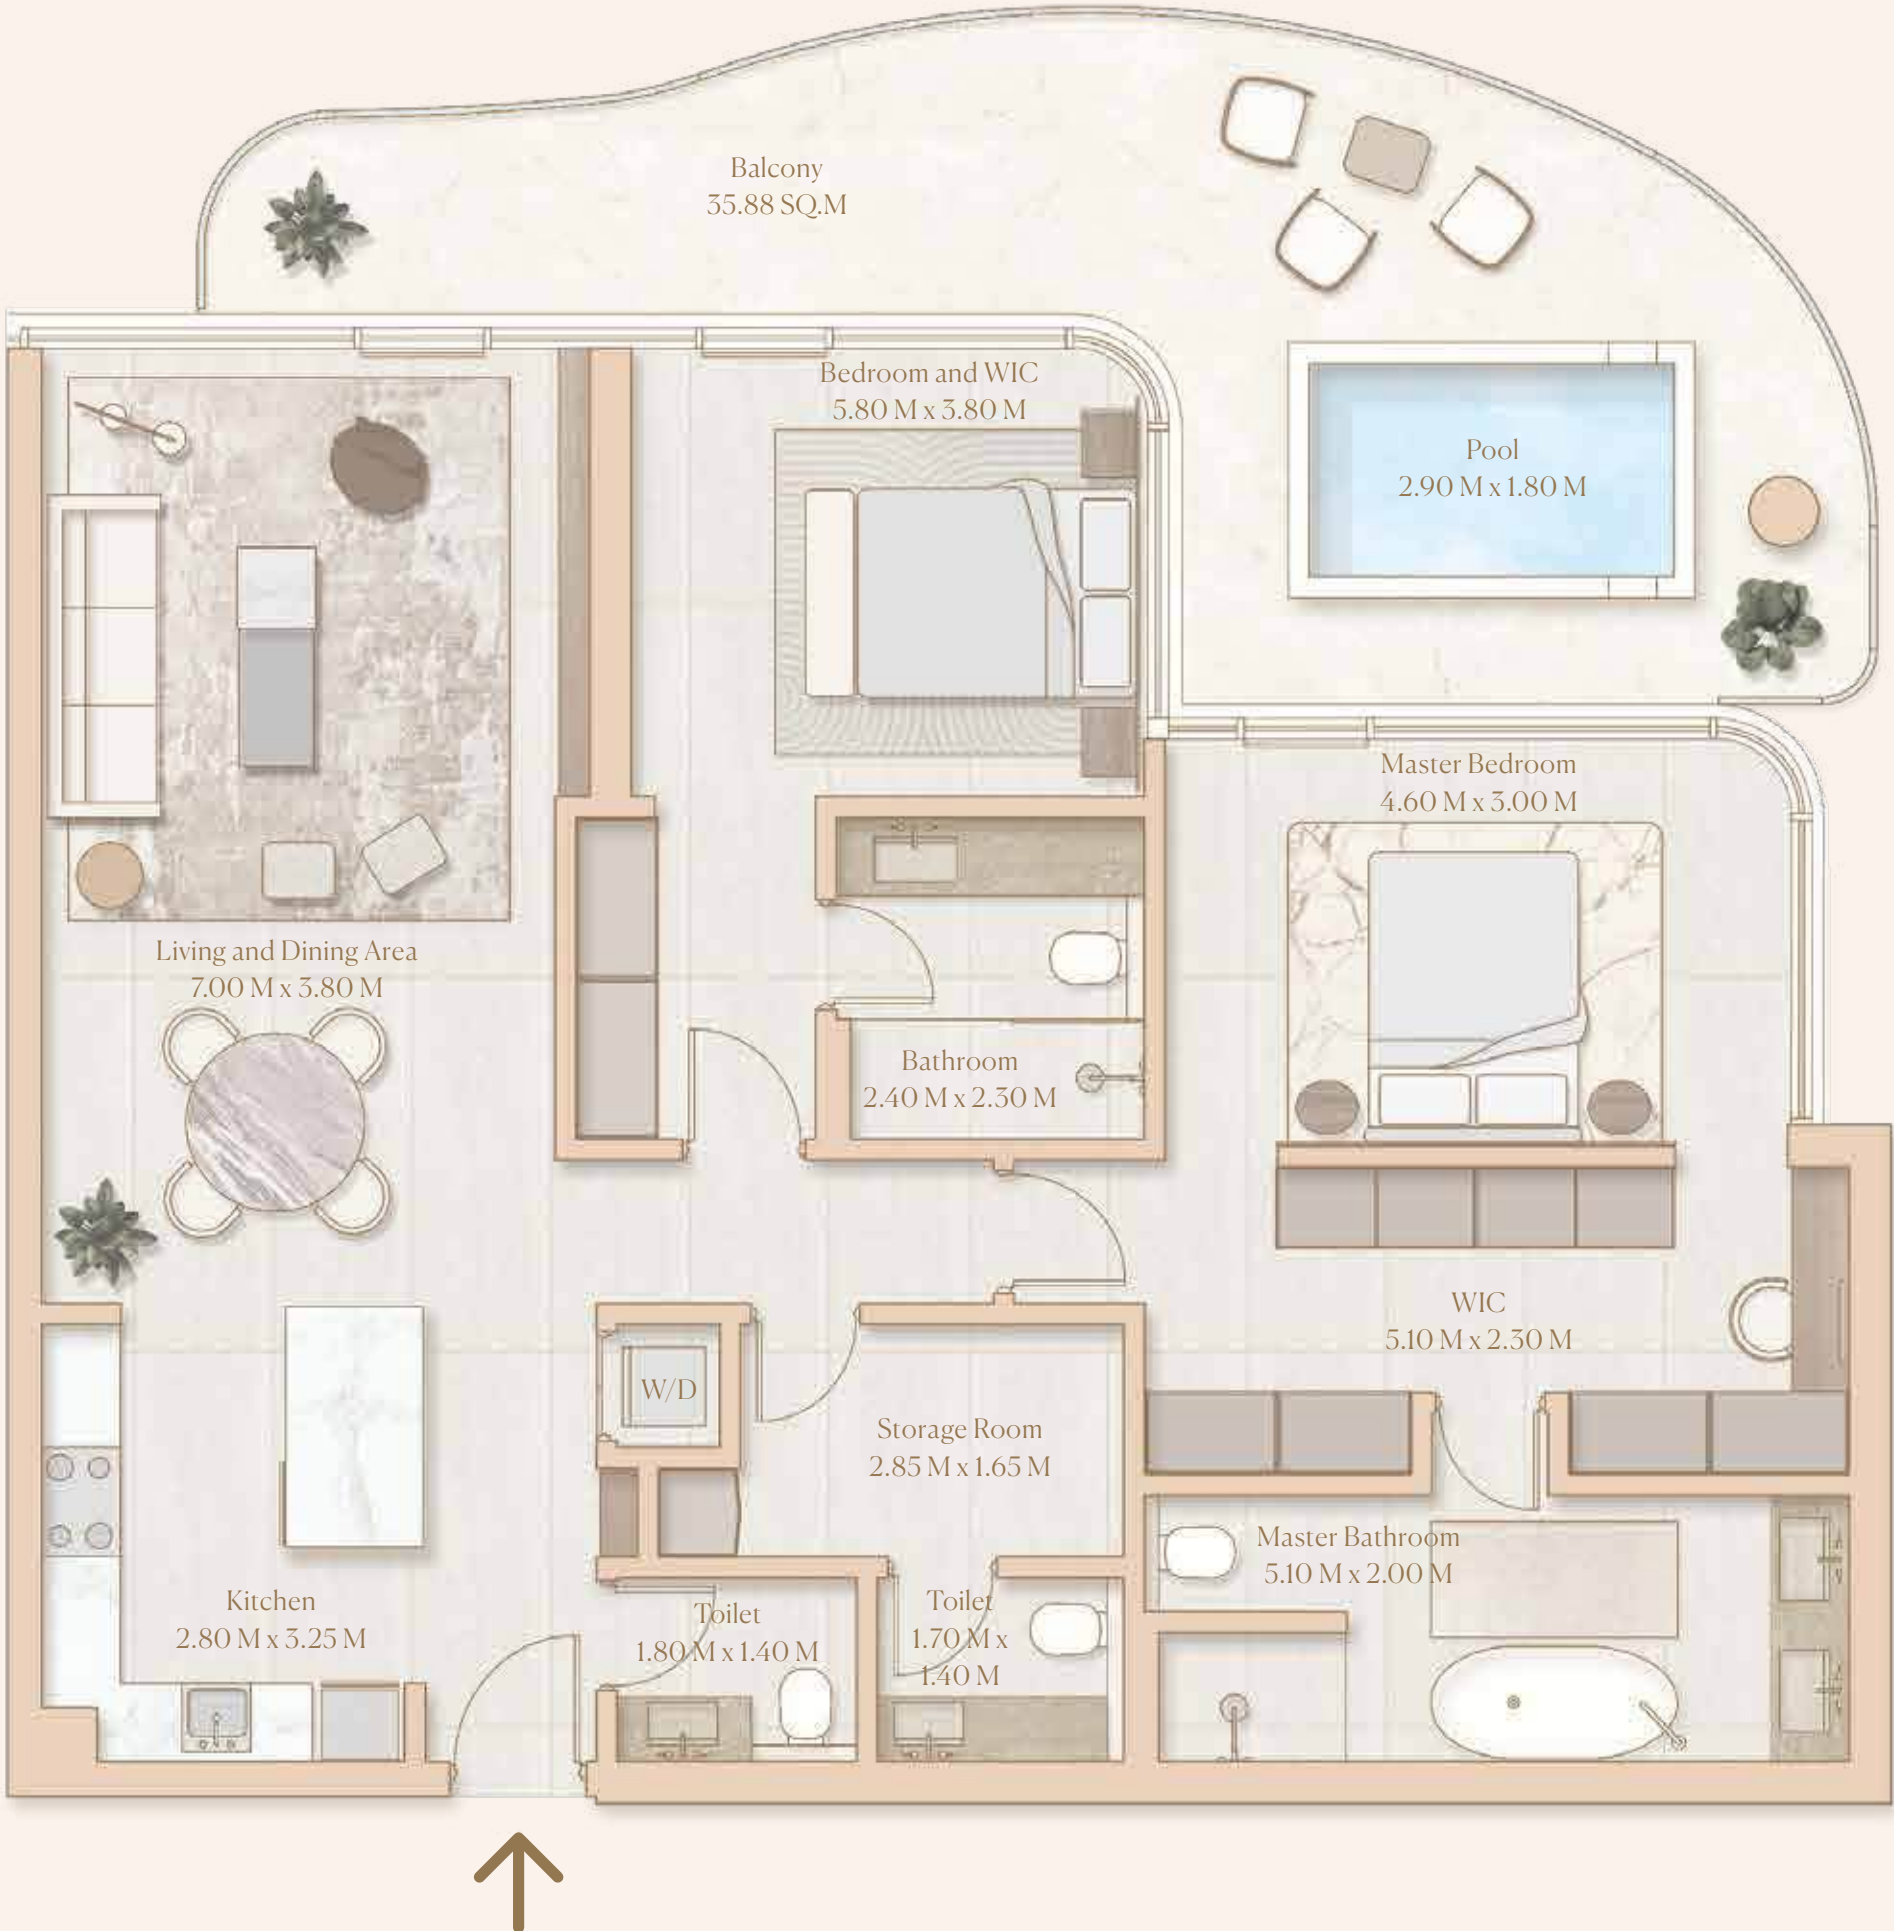 Balcony
35.88 SQ.M
Bedroom and WIC
5.80 M x 3.80 M
Pool
2.90 M x 1.80 M
Master Bedroom
4.60 M x 3.00 M
Living and Dining Area
7.00 M x 3.80 M
Bathroom
2.40 M x 2.30 M
WIC
5.10 M x 2.30 M
W/D
Storage Room
2.85 M x 1.65 M
Master Bathroom
5.10 M x 2.00 M
Kitchen
2.80 M x 3.25 M
Toilet
1.80 M x 1.40 M
Toilet
1.70 M x
1.40 M